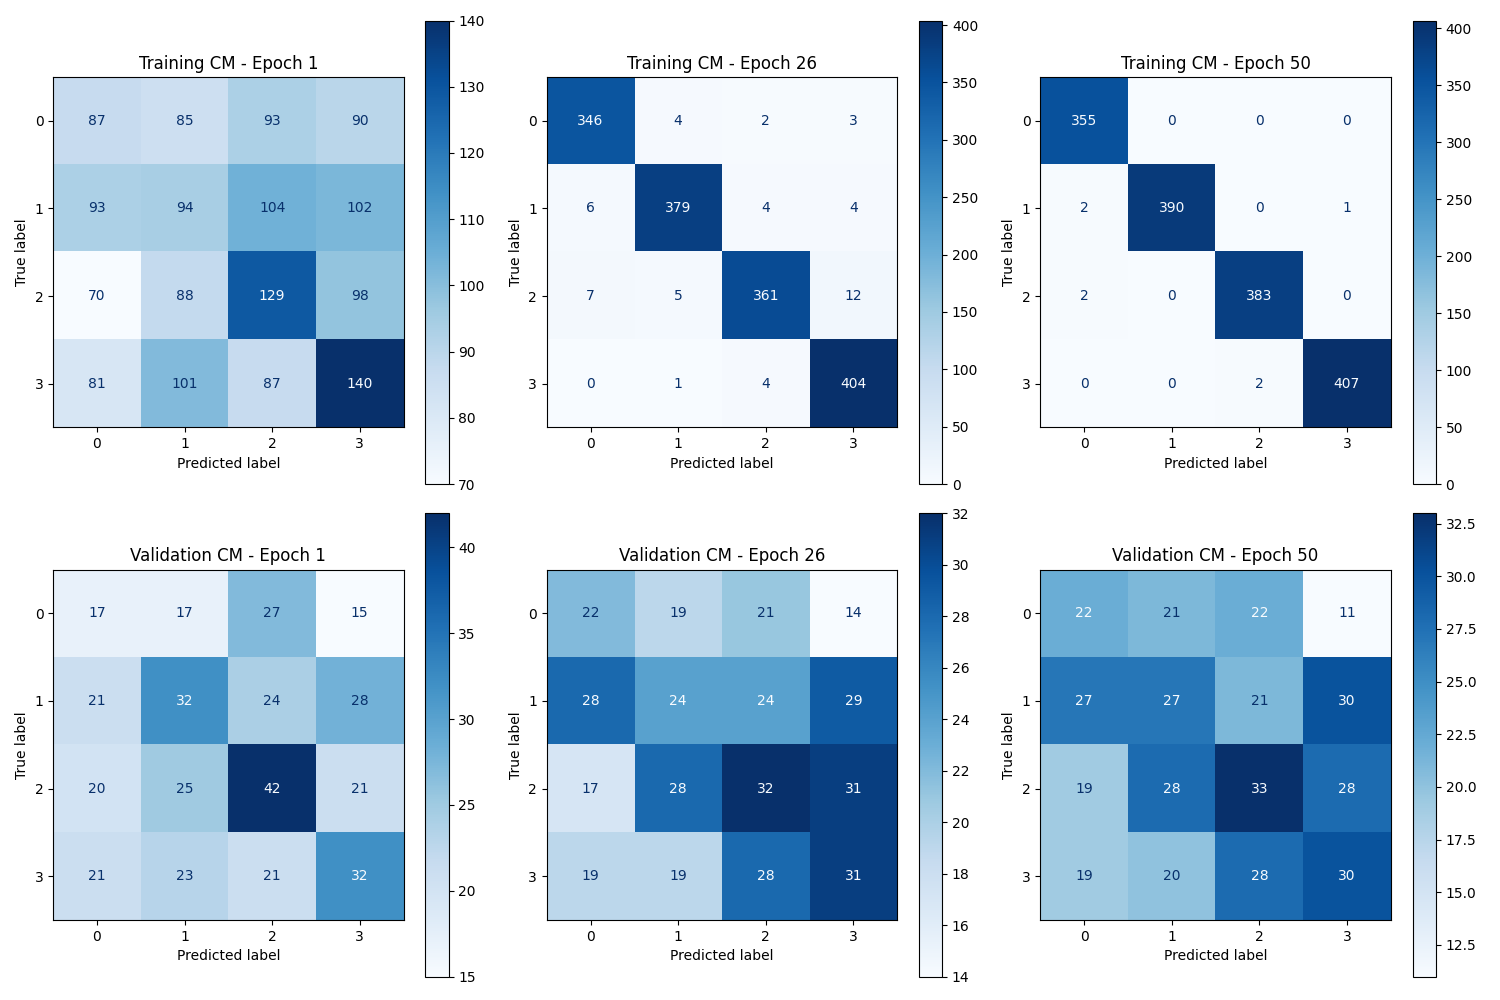 Training CM - Epoch 1
True label
0 87 85 93 90
1 93 94 104 102
2 70 88 129 98
3 81 101 87 140
0 1 2 3
Predicted label
140
130
120
110
100
90
80
70
Training CM - Epoch 26
True label
0 346 4 2 3
1 6 379 4 4
2 7 5 361 12
3 0 1 4 404
0 1 2 3
Predicted label
400
350
300
250
200
150
100
50
0
Training CM - Epoch 50
True label
0 355 0 0 0
1 2 390 0 1
2 2 0 383 0
3 0 0 2 407
0 1 2 3
Predicted label
400
350
300
250
200
150
100
50
0
Validation CM - Epoch 1
True label
0 17 17 27 15
1 21 32 24 28
2 20 25 42 21
3 21 23 21 32
0 1 2 3
Predicted label
40
35
30
25
20
15
Validation CM - Epoch 26
True label
0 22 19 21 14
1 28 24 24 29
2 17 28 32 31
3 19 19 28 31
0 1 2 3
Predicted label
32
30
28
26
24
22
20
18
16
14
Validation CM - Epoch 50
True label
0 22 21 22 11
1 27 27 21 30
2 19 28 33 28
3 19 20 28 30
0 1 2 3
Predicted label
32.5
30.0
27.5
25.0
22.5
20.0
17.5
15.0
12.5